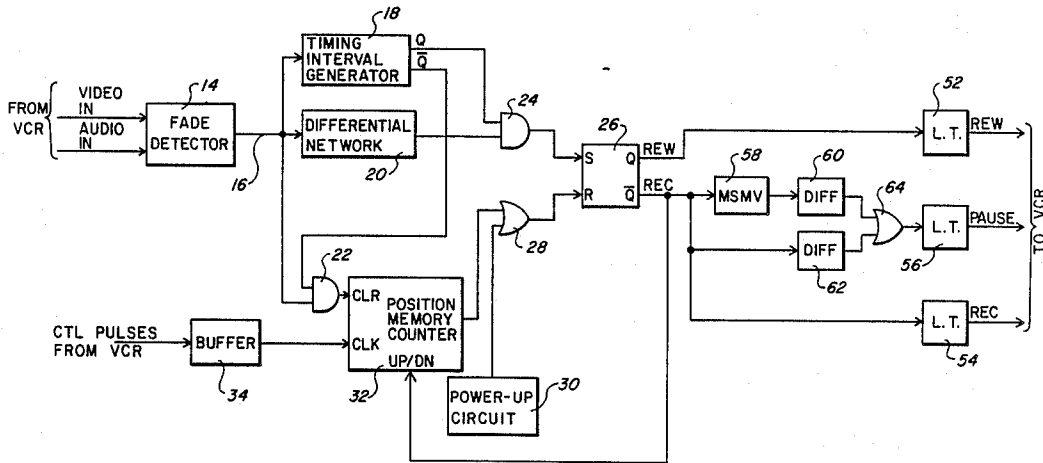 FROM VCR
VIDEO IN
AUDIO IN
14
FADE DETECTOR
16
18
TIMING INTERVAL GENERATOR
Q
Q̅
DIFFERENTIAL NETWORK
20
24
22
CTL PULSES FROM VCR
BUFFER
34
CLR
CLK
POSITION MEMORY COUNTER
UP/DN
32
28
POWER-UP CIRCUIT
30
26
S
Q
R
Q̅
REW
REC
58
MSMV
60
DIFF
DIFF
62
64
52
L.T.
REW
L.T.
PAUSE
56
L.T.
REC
54
TO VCR